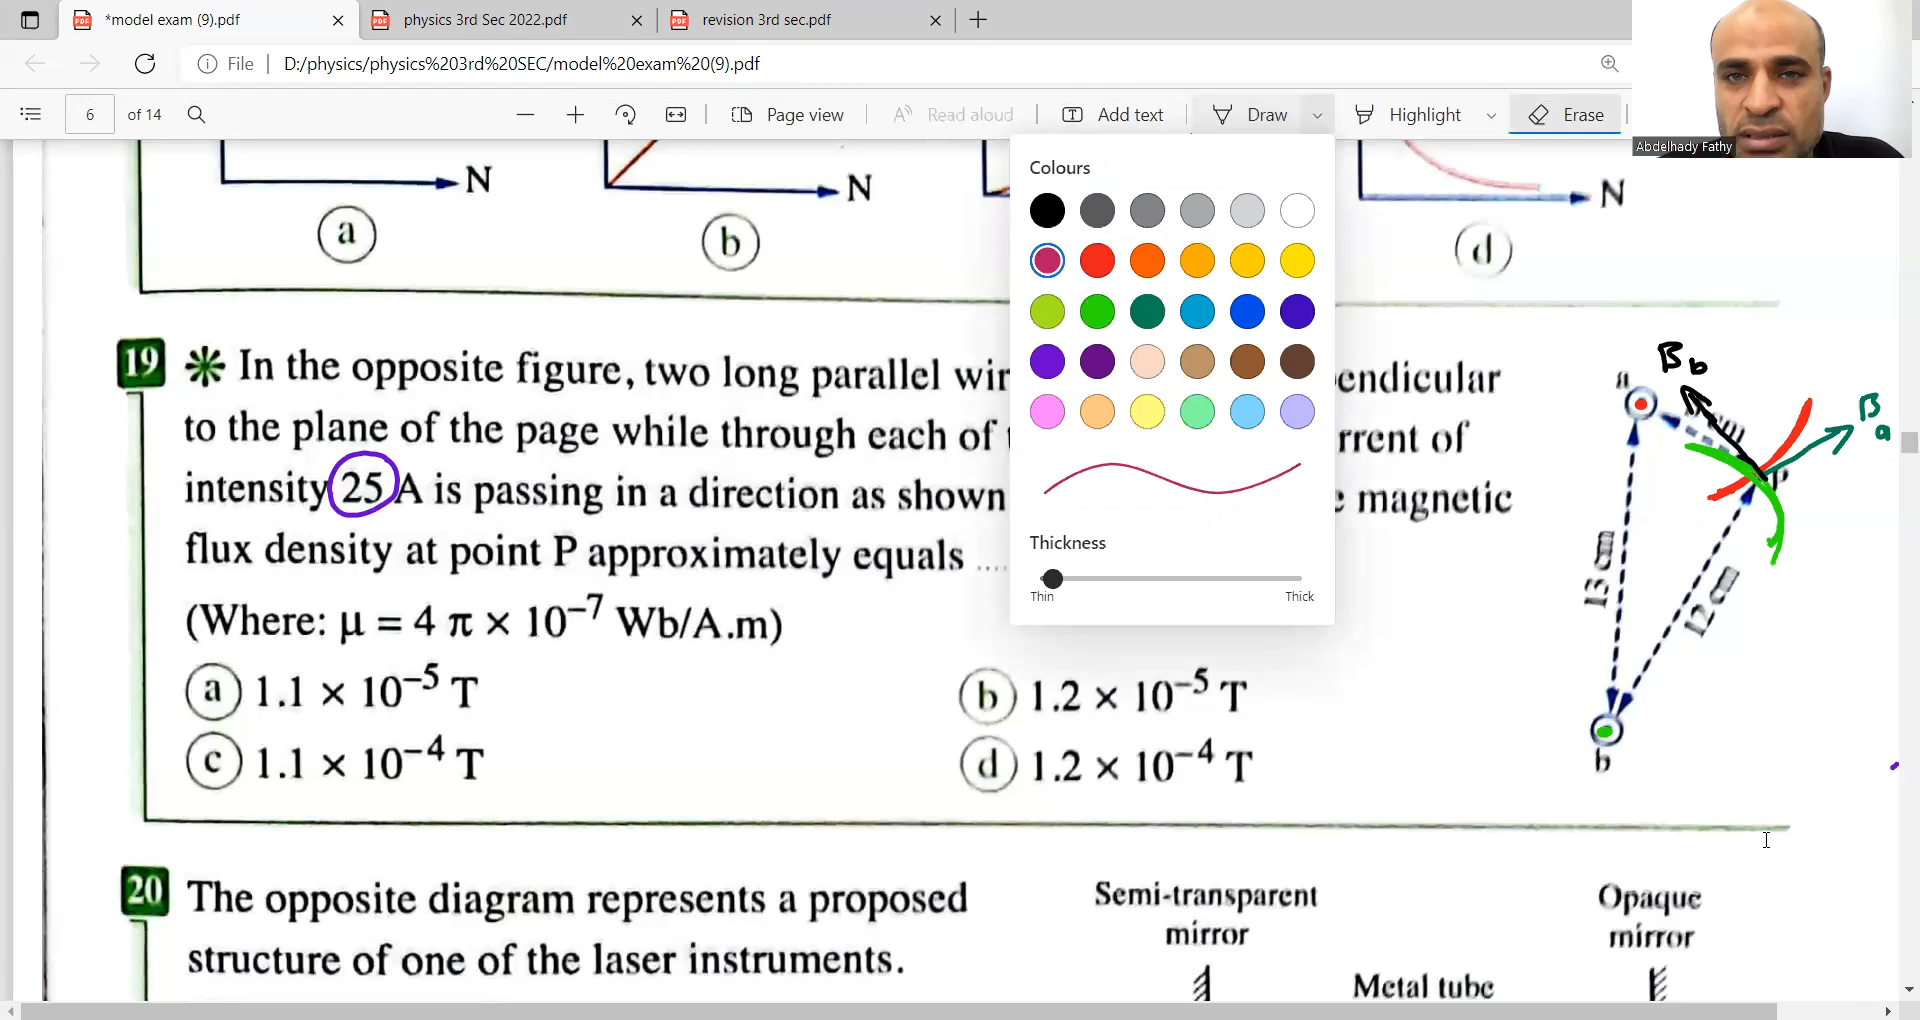 *model exam (9).pdf
physics 3rd Sec 2022.pdf
revision 3rd sec.pdf
File
D:/physics/physics%203rd%20SEC/model%20exam%20(9).pdf
6 of 14
Page view
Read aloud
Add text
Draw
Highlight
Erase
Abdelhady Fathy
N
N
N
a
b
d
Colours
Thickness
Thin
Thick
19 In the opposite figure, two long parallel wir
endicular
to the plane of the page while through each of
rrent of
intensity 25 A is passing in a direction as shown
magnetic
flux density at point P approximately equals ....
(Where: μ = 4 π × 10⁻⁷ Wb/A.m)
a 1.1 × 10⁻⁵ T
b 1.2 × 10⁻⁵ T
c 1.1 × 10⁻⁴ T
d 1.2 × 10⁻⁴ T
Bb
a
Ba
P
13 cm
12 cm
b
20 The opposite diagram represents a proposed
structure of one of the laser instruments.
Semi-transparent
mirror
Opaque
mirror
Metal tube